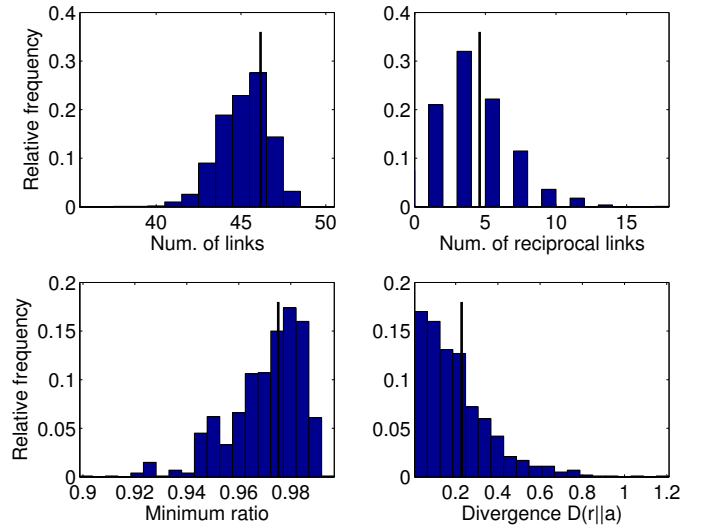 0.4
0.3
0.2
0.1
0
Relative frequency
40 45 50
Num. of links
0.4
0.3
0.2
0.1
0
0 5 10 15
Num. of reciprocal links
0.2
0.15
0.1
0.05
0
Relative frequency
0.9 0.92 0.94 0.96 0.98
Minimum ratio
0.2
0.15
0.1
0.05
0
0.2 0.4 0.6 0.8 1 1.2
Divergence D(r||a)